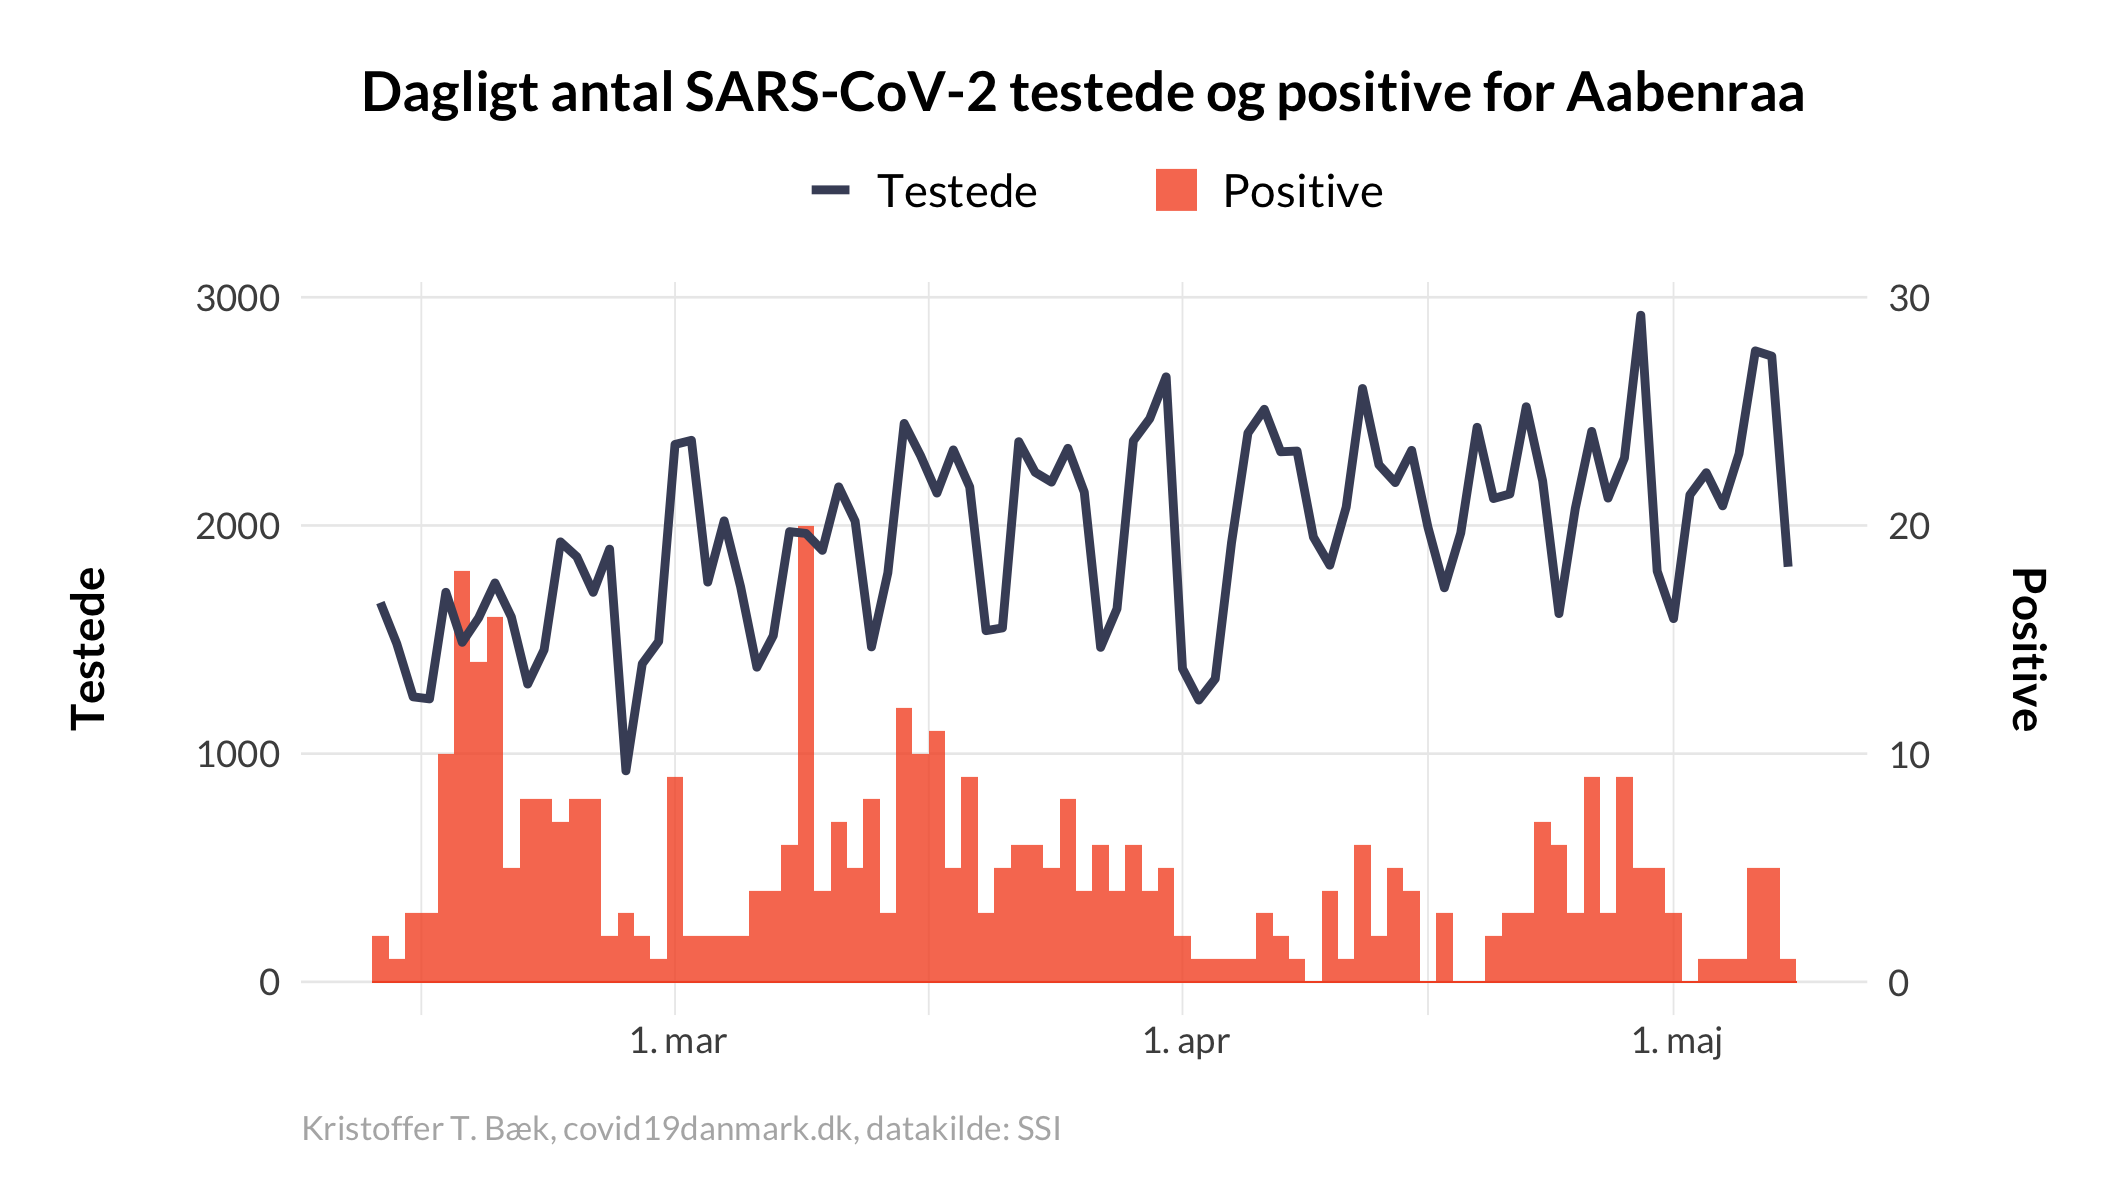 Dagligt antal SARS-CoV-2 testede og positive for Aabenraa
Testede
Positive
3000
2000
1000
0
Testede
30
20
10
0
Positive
1. mar
1. apr
1. maj
Kristoffer T. Bæk, covid19danmark.dk, datakilde: SSI